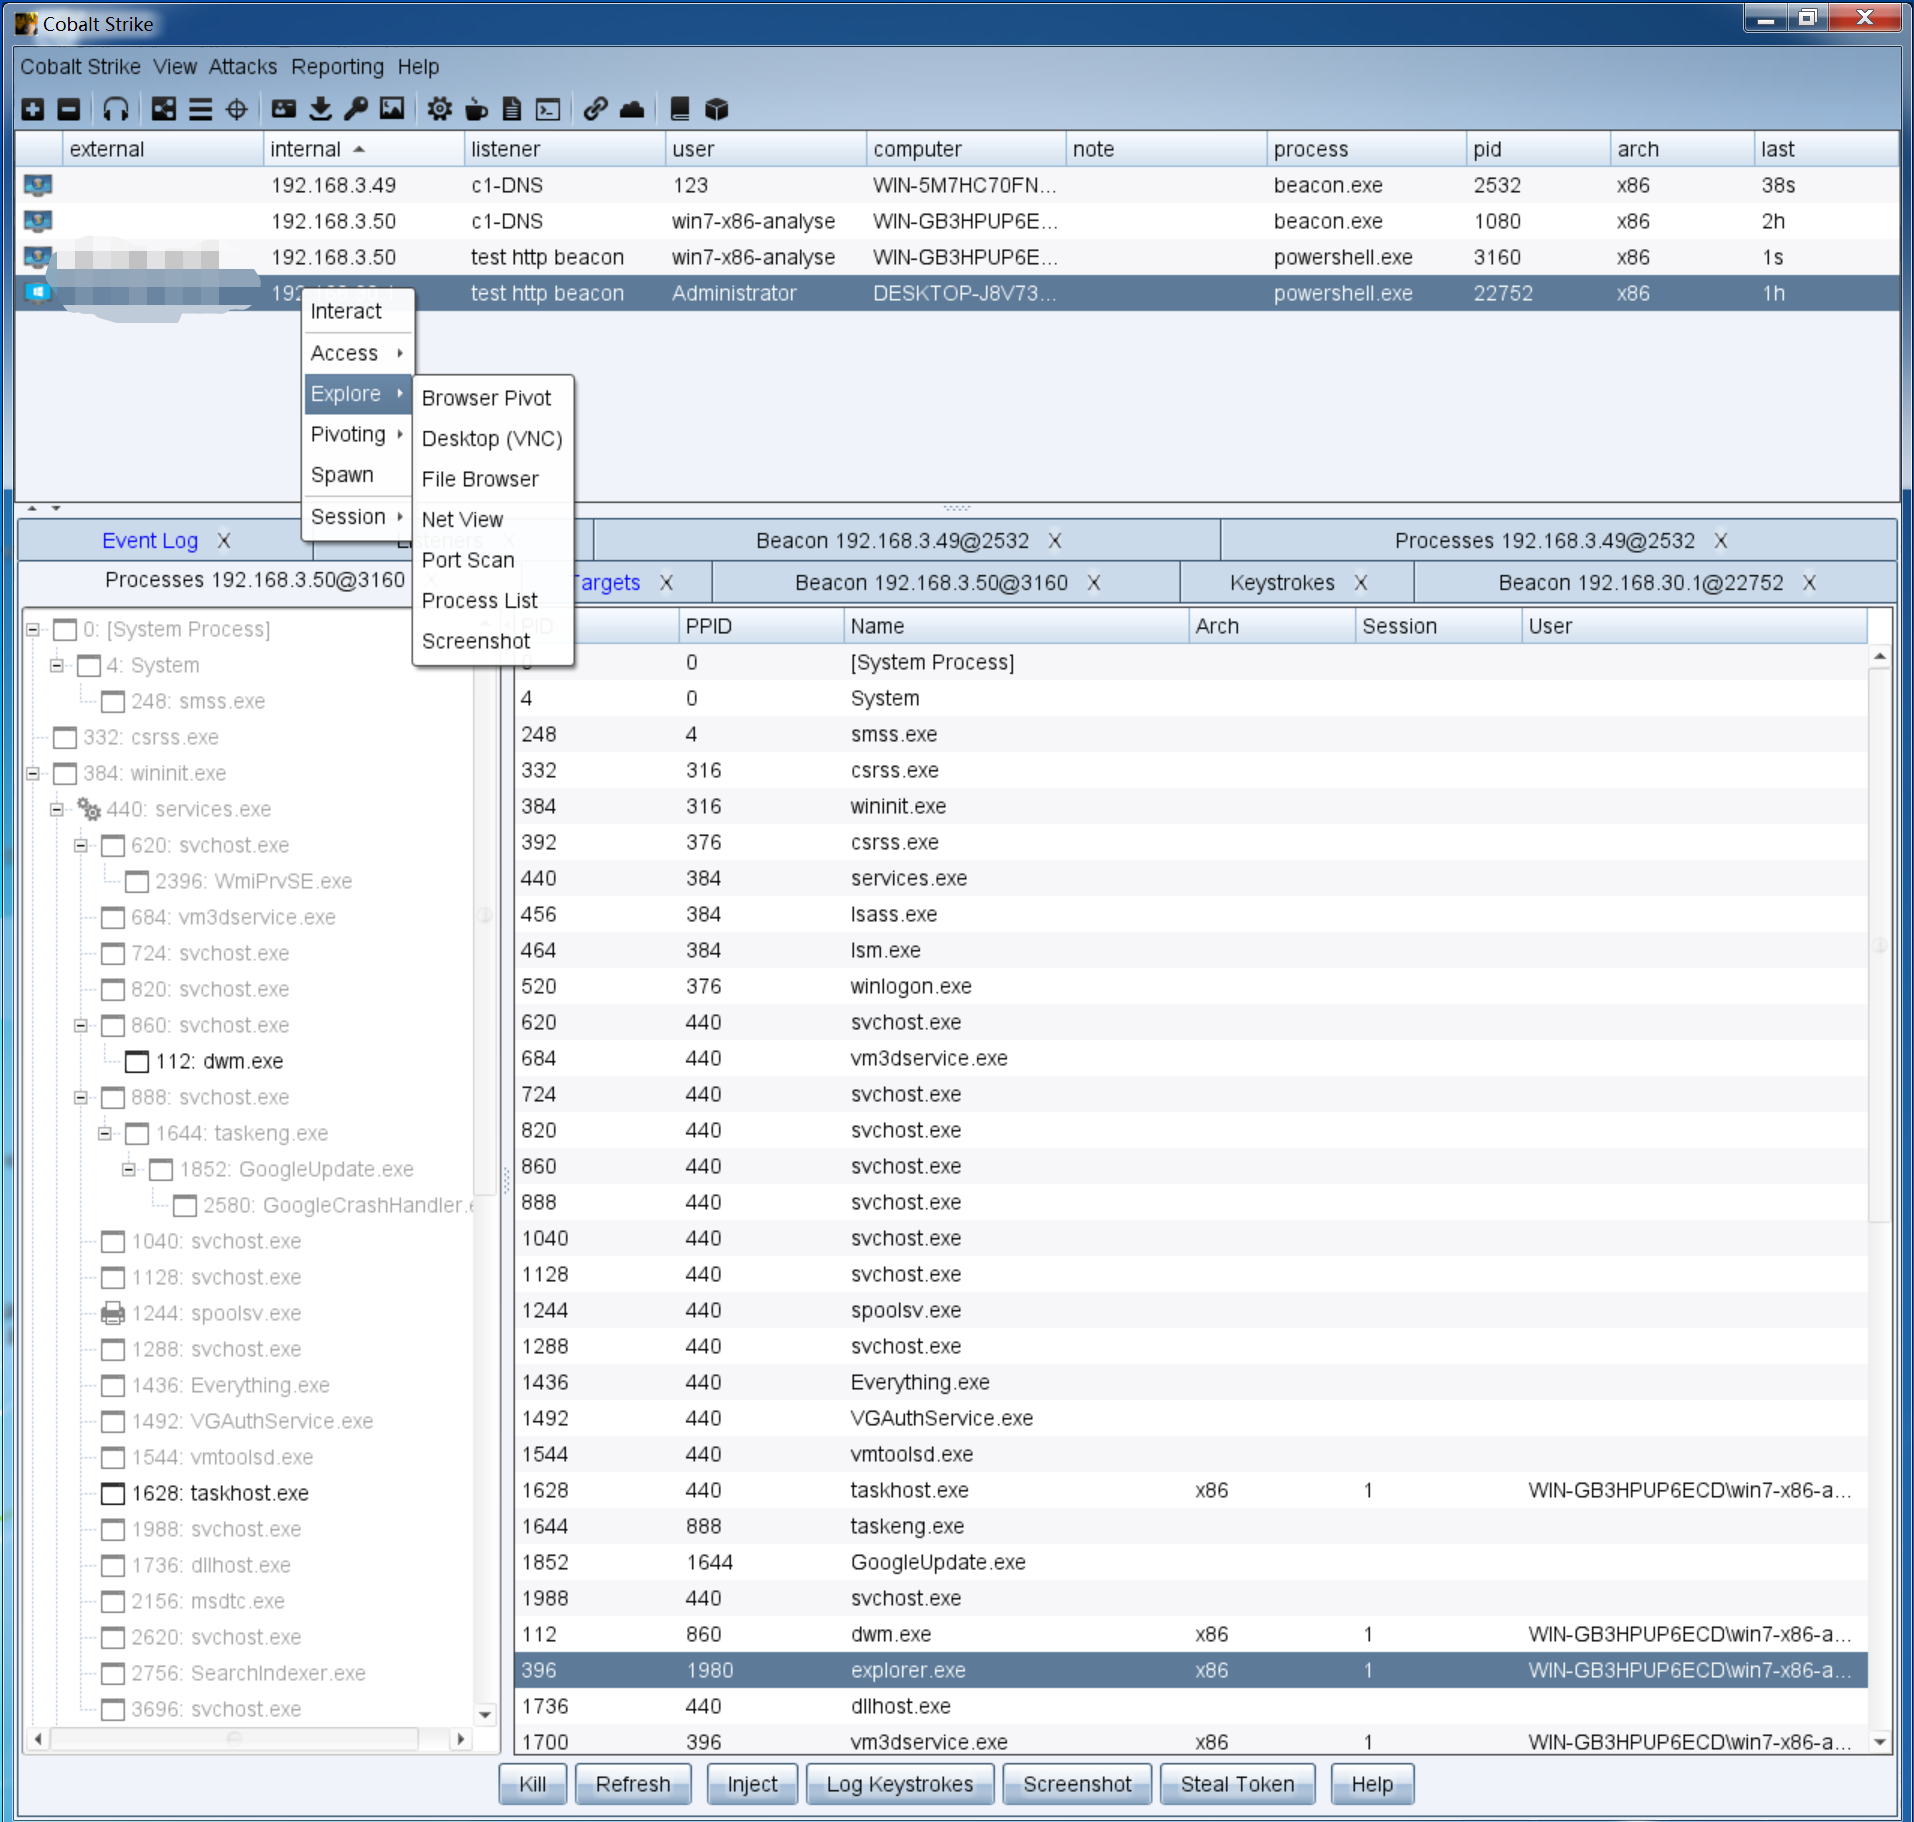 Cobalt Strike
Cobalt Strike View Attacks Reporting Help
external internal listener user computer note process pid arch last
192.168.3.49 c1-DNS 123 WIN-5M7HC70FN... beacon.exe 2532 x86 38s
192.168.3.50 c1-DNS win7-x86-analyse WIN-GB3HPUP6E... beacon.exe 1080 x86 2h
192.168.3.50 test http beacon win7-x86-analyse WIN-GB3HPUP6E... powershell.exe 3160 x86 1s
192 test http beacon Administrator DESKTOP-J8V73... powershell.exe 22752 x86 1h
Interact
Access
Explore
Pivoting
Spawn
Session
Browser Pivot
Desktop (VNC)
File Browser
Net View
Port Scan
Process List
Screenshot
Event Log X Listeners X Beacon 192.168.3.49@2532 X Processes 192.168.3.49@2532 X
Processes 192.168.3.50@3160 Targets X Beacon 192.168.3.50@3160 X Keystrokes X Beacon 192.168.30.1@22752 X
0: [System Process]
4: System
248: smss.exe
332: csrss.exe
384: wininit.exe
440: services.exe
620: svchost.exe
2396: WmiPrvSE.exe
684: vm3dservice.exe
724: svchost.exe
820: svchost.exe
860: svchost.exe
112: dwm.exe
888: svchost.exe
1644: taskeng.exe
1852: GoogleUpdate.exe
2580: GoogleCrashHandler.e
1040: svchost.exe
1128: svchost.exe
1244: spoolsv.exe
1288: svchost.exe
1436: Everything.exe
1492: VGAuthService.exe
1544: vmtoolsd.exe
1628: taskhost.exe
1988: svchost.exe
1736: dllhost.exe
2156: msdtc.exe
2620: svchost.exe
2756: SearchIndexer.exe
3696: svchost.exe
PID PPID Name Arch Session User
0 0 [System Process]
4 0 System
248 4 smss.exe
332 316 csrss.exe
384 316 wininit.exe
392 376 csrss.exe
440 384 services.exe
456 384 lsass.exe
464 384 lsm.exe
520 376 winlogon.exe
620 440 svchost.exe
684 440 vm3dservice.exe
724 440 svchost.exe
820 440 svchost.exe
860 440 svchost.exe
888 440 svchost.exe
1040 440 svchost.exe
1128 440 svchost.exe
1244 440 spoolsv.exe
1288 440 svchost.exe
1436 440 Everything.exe
1492 440 VGAuthService.exe
1544 440 vmtoolsd.exe
1628 440 taskhost.exe x86 1 WIN-GB3HPUP6ECD\win7-x86-a...
1644 888 taskeng.exe
1852 1644 GoogleUpdate.exe
1988 440 svchost.exe
112 860 dwm.exe x86 1 WIN-GB3HPUP6ECD\win7-x86-a...
396 1980 explorer.exe x86 1 WIN-GB3HPUP6ECD\win7-x86-a...
1736 440 dllhost.exe
1700 396 vm3dservice.exe x86 1 WIN-GB3HPUP6ECD\win7-x86-a...
Kill Refresh Inject Log Keystrokes Screenshot Steal Token Help